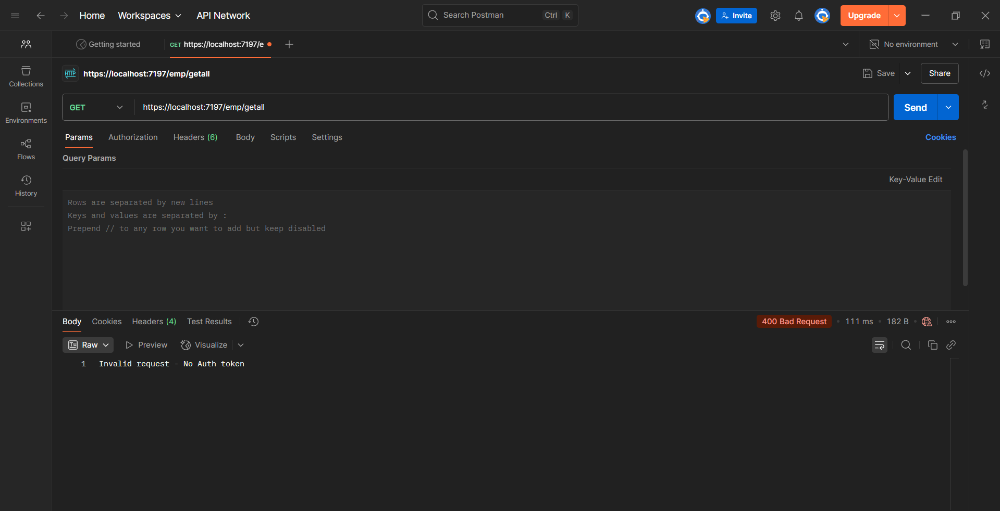 Home Workspaces API Network Search Postman Ctrl K Invite Upgrade
Getting started GET https://localhost:7197/e No environment
HTTP https://localhost:7197/emp/getall Save Share
Collections
GET https://localhost:7197/emp/getall Send
Environments
Params Authorization Headers (6) Body Scripts Settings Cookies
Flows
Query Params
History
Key-Value Edit
Rows are separated by new lines
Keys and values are separated by :
Prepend // to any row you want to add but keep disabled
Body Cookies Headers (4) Test Results 400 Bad Request • 111 ms • 182 B
Raw Preview Visualize
1 Invalid request - No Auth token